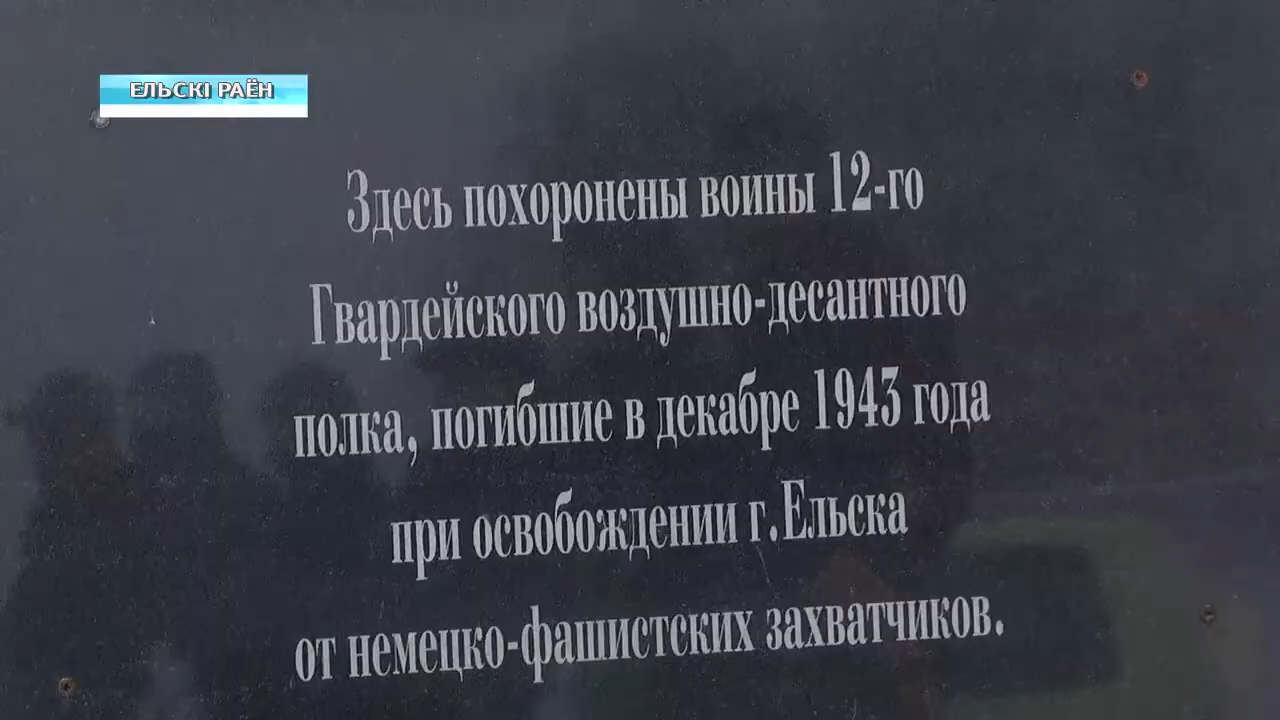 ЕЛЬСКІ РАЁН
Здесь похоронены воины 12-го
Гвардейского воздушно-десантного
полка, погибшие в декабре 1943 года
при освобождении г.Ельска
от немецко-фашистских захватчиков.